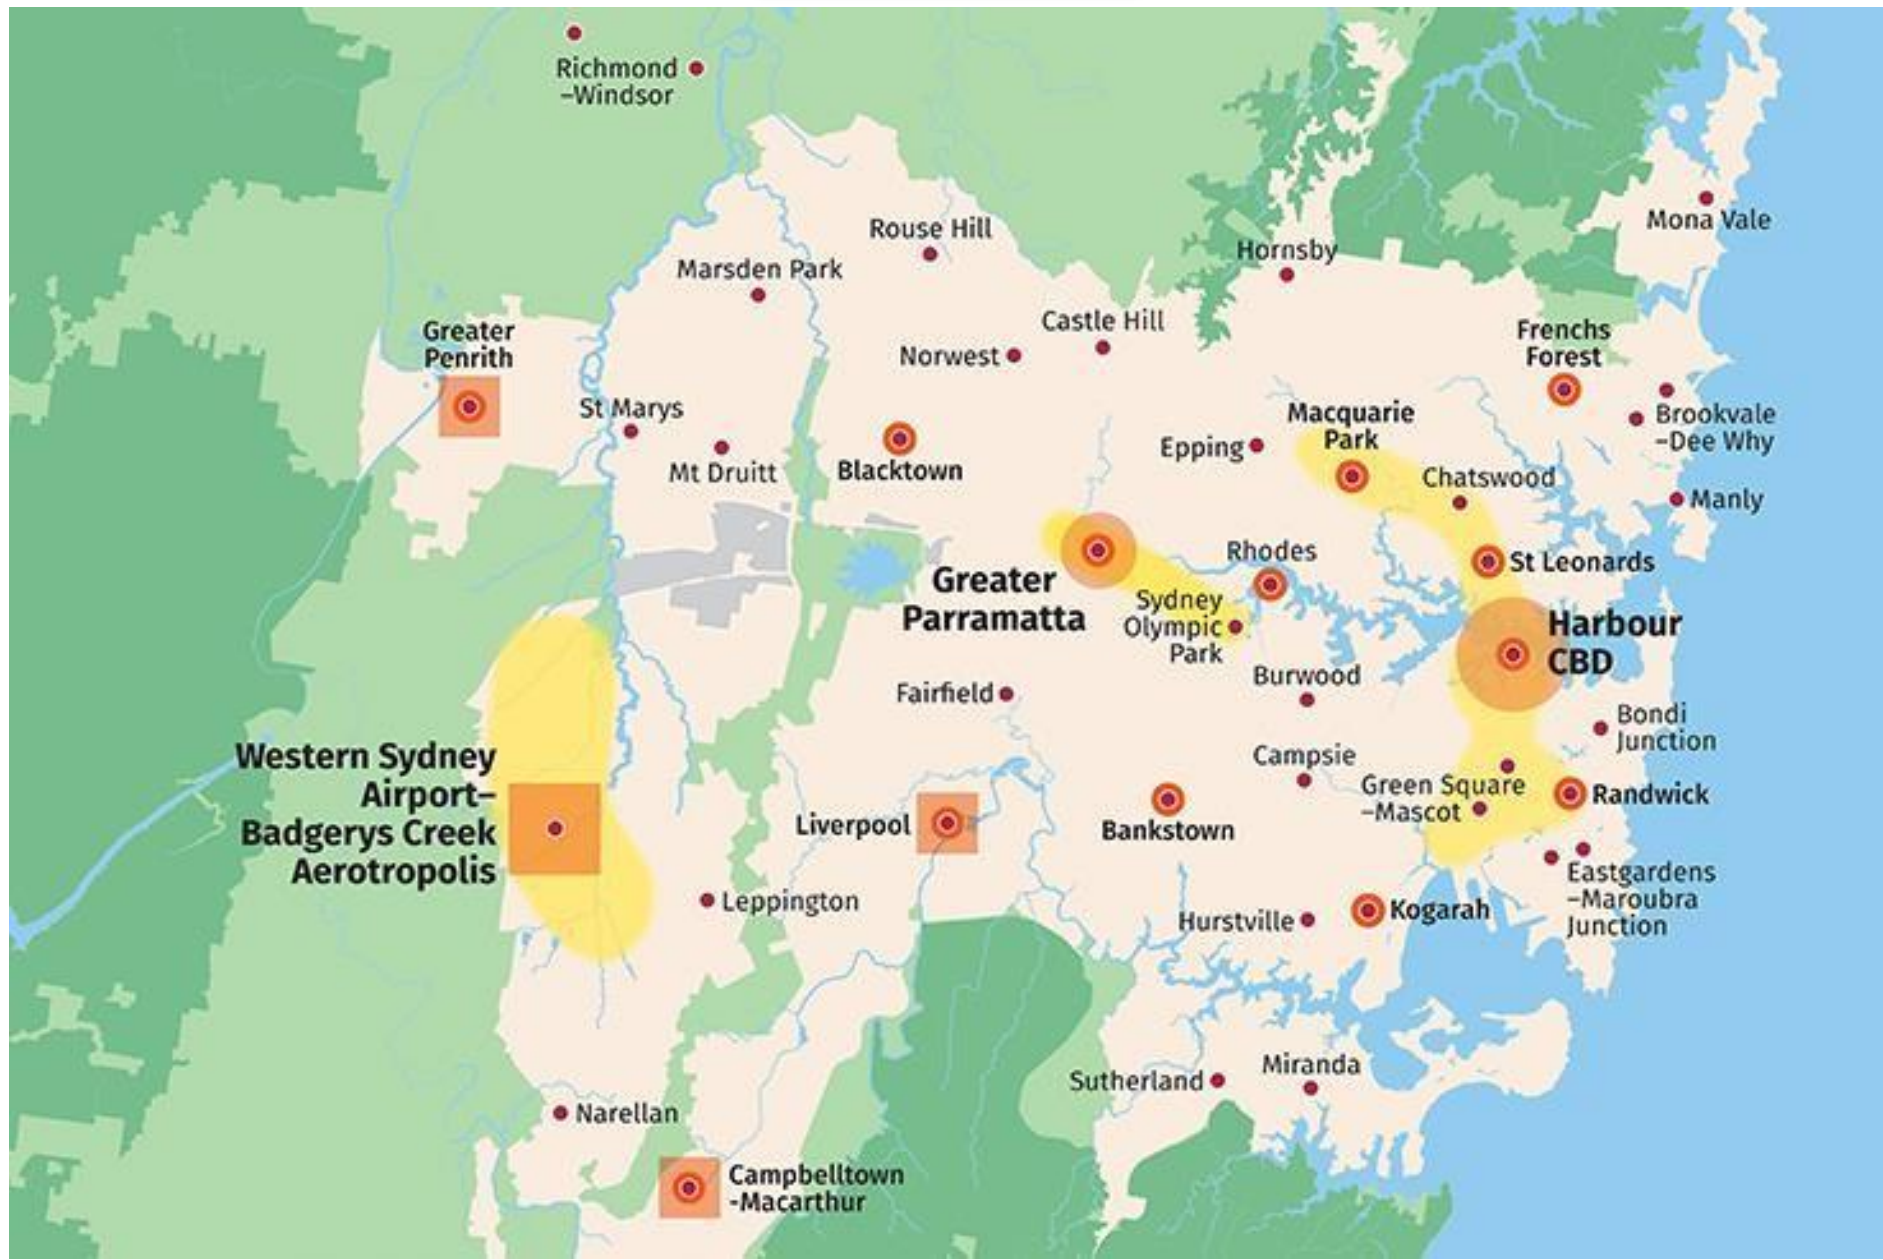 Richmond
–Windsor
Mona Vale
Rouse Hill
Hornsby
Marsden Park
Castle Hill
Greater
Penrith
Norwest
Frenchs
Forest
St Marys
Macquarie
Park
Brookvale
–Dee Why
Epping
Mt Druitt
Blacktown
Chatswood
Manly
Rhodes
St Leonards
Greater
Parramatta
Sydney
Olympic
Park
Harbour
CBD
Burwood
Fairfield
Bondi
Junction
Western Sydney
Airport–
Badgerys Creek
Aerotropolis
Campsie
Green Square
–Mascot
Randwick
Liverpool
Bankstown
Eastgardens
–Maroubra
Junction
Leppington
Hurstville
Kogarah
Sutherland
Miranda
Narellan
Campbelltown
-Macarthur